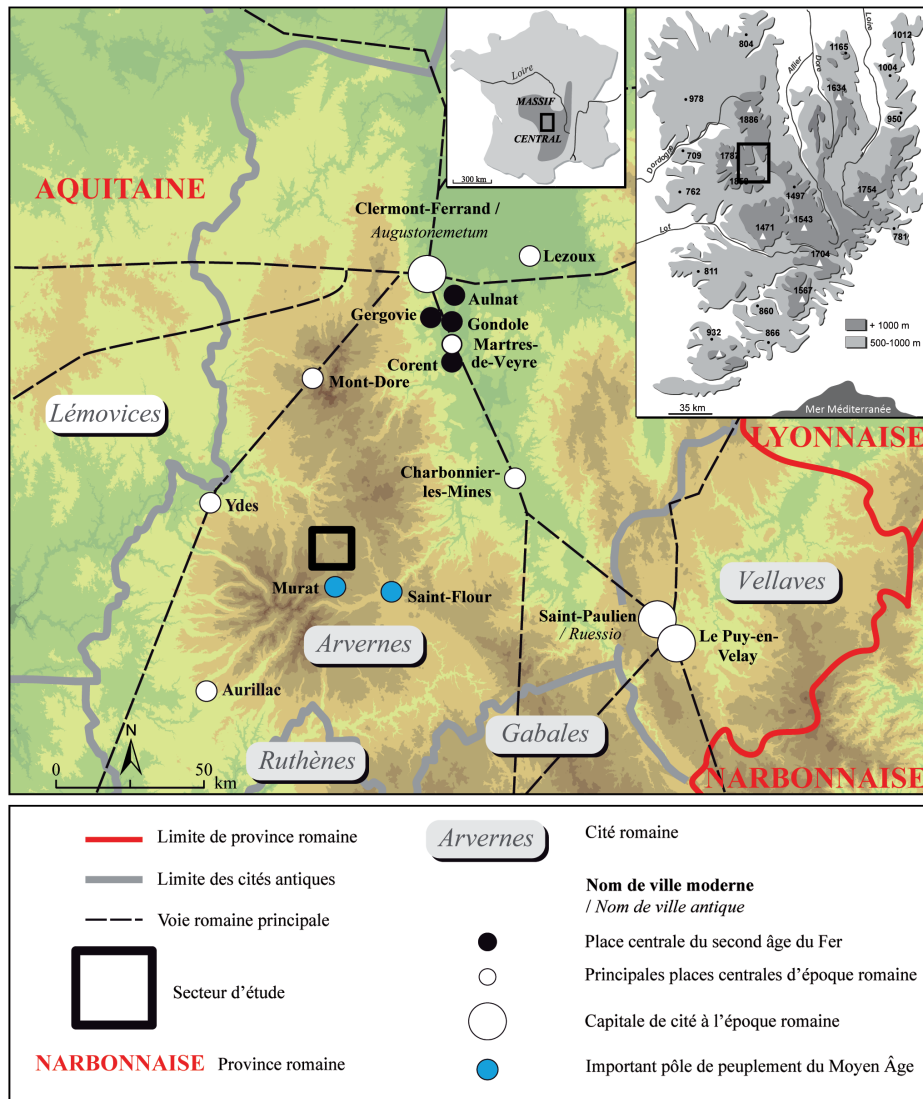 AQUITAINE
Clermont-Ferrand /
Augustonemetum
Lezoux
Aulnat
Gergovie
Gondole
Martres-
de-Veyre
Corent
Mont-Dore
Lémovices
Charbonnier-
les-Mines
Ydes
LYONNAISE
Murat
Saint-Flour
Vellaves
Saint-Paulien
/ Ruessio
Le Puy-en-
Velay
Arvernes
Aurillac
Gabales
Ruthènes
NARBONNAISE
N
0
50
km
Loire
MASSIF
CENTRAL
300 km
804
Allier
Dore
Loire
1165
1012
1004
978
1634
1886
950
Dordogne
709
1787
762
1497
1754
1471
1543
781
Lot
1704
811
1567
860
932
866
+ 1000 m
500-1000 m
35 km
Mer Méditerranée
Limite de province romaine
Limite des cités antiques
Voie romaine principale
Secteur d'étude
NARBONNAISE Province romaine
Arvernes
Cité romaine
Nom de ville moderne
/ Nom de ville antique
Place centrale du second âge du Fer
Principales places centrales d'époque romaine
Capitale de cité à l'époque romaine
Important pôle de peuplement du Moyen Âge